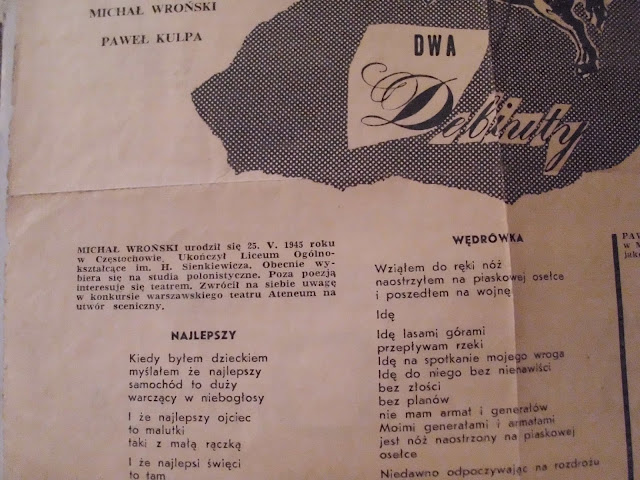 MICHAŁ WROŃSKI
PAWEŁ KULPA
DWA
Debiuty
MICHAŁ WROŃSKI urodził się 25. V. 1945 roku
w Częstochowie. Ukończył Liceum Ogólno-
kształcące im. H. Sienkiewicza. Obecnie wy-
biera się na studia polonistyczne. Poza poezją
interesuje się teatrem. Zwrócił na siebie uwagę
w konkursie warszawskiego teatru Ateneum na
utwór sceniczny.
NAJLEPSZY
Kiedy byłem dzieckiem
myślałem że najlepszy
samochód to duży
warczący w niebogłosy
I że najlepszy ojciec
to malutki
taki z małą rączką
I że najlepsi święci
to tam
WĘDRÓWKA
Wziąłem do ręki nóż
naostrzyłem na piaskowej osełce
i poszedłem na wojnę
Idę
Idę lasami górami
przepływam rzeki
Idę na spotkanie mojego wroga
Idę do niego bez nienawiści
bez złości
bez planów
nie mam armat i generałów
Moimi generałami i armatami
jest nóż naostrzony na piaskowej
osełce
Niedawno odpoczywając na rozdrożu
PAW
w M
jako